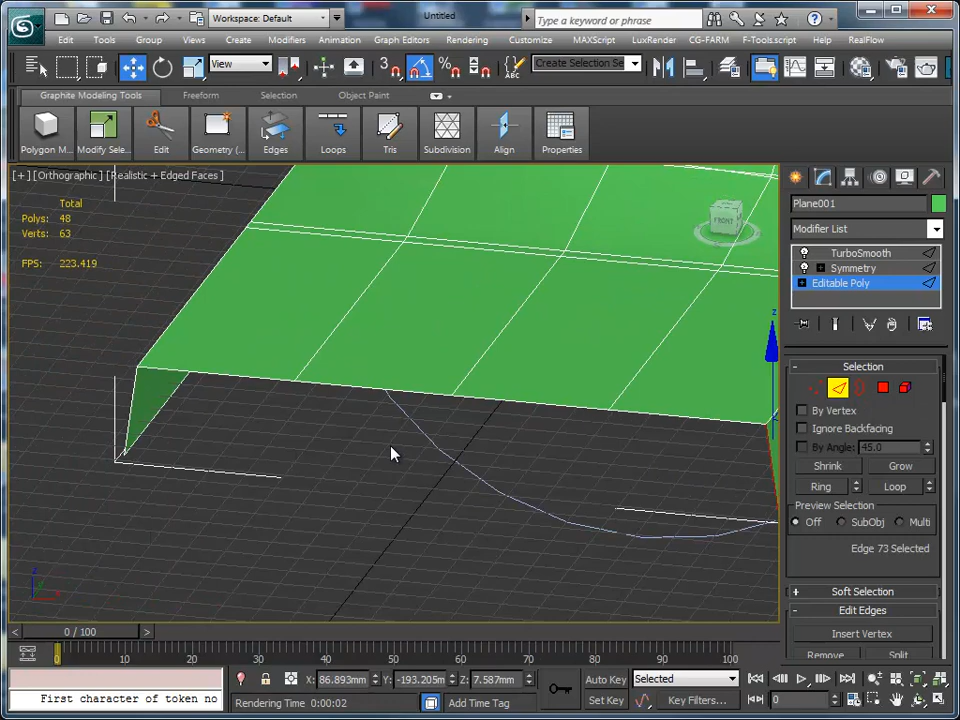 Workspace: Default
Untitled
Type a keyword or phrase
Edit Tools Group Views Create Modifiers Animation Graph Editors Rendering Customize MAXScript LuxRender CG-FARM F-Tools.script Help RealFlow
View
3
Create Selection Se
Graphite Modeling Tools Freeform Selection Object Paint
Polygon M... Modify Sele... Edit Geometry (... Edges Loops Tris Subdivision Align Properties
[+] [Orthographic] [Realistic + Edged Faces]
Total
Polys: 48
Verts: 63
FPS: 223.419
FRONT
z
Plane001
Modifier List
TurboSmooth
Symmetry
Editable Poly
- Selection
By Vertex
Ignore Backfacing
By Angle: 45.0
Shrink Grow
Ring Loop
Preview Selection
Off SubObj Multi
Edge 73 Selected
+ Soft Selection
- Edit Edges
Insert Vertex
Remove Split
< 0 / 100 >
0 10 20 30 40 50 60 70 80 90 100
First character of token no
X: 86.893mm Y: -193.205m Z: 7.587mm
Rendering Time 0:00:02
Add Time Tag
Auto Key Selected
Set Key Key Filters...
0